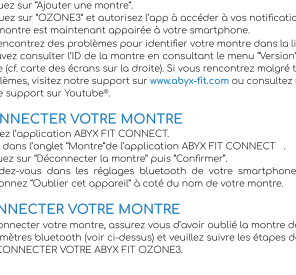 uez sur "Ajouter une montre".
uez sur "OZONE3" et autorisez l'app à accéder à vos notificatio
montre est maintenant appairée à votre smartphone.
encontrez des problèmes pour identifier votre montre dans la li
uvez consulter l'ID de la montre en consultant le menu "Version"
e (cf. carte des écrans sur la droite). Si vous rencontrez malgré t
lèmes, visitez notre support sur www.abyx-fit.com ou consultez n
e support sur Youtube®.
NNECTER VOTRE MONTRE
ez l'application ABYX FIT CONNECT.
dans l'onglet "Montre"de l'application ABYX FIT CONNECT .
uez sur "Déconnecter la montre" puis "Confirmer".
dez-vous dans les réglages bluetooth de votre smartphone
onnez "Oublier cet appareil" à coté du nom de votre montre.
NNECTER VOTRE MONTRE
onnecter votre montre, assurez vous d'avoir oublié la montre da
mètres bluetooth (voir ci-dessus) et veuillez suivre les étapes de
CONNECTER VOTRE ABYX FIT OZONE3.